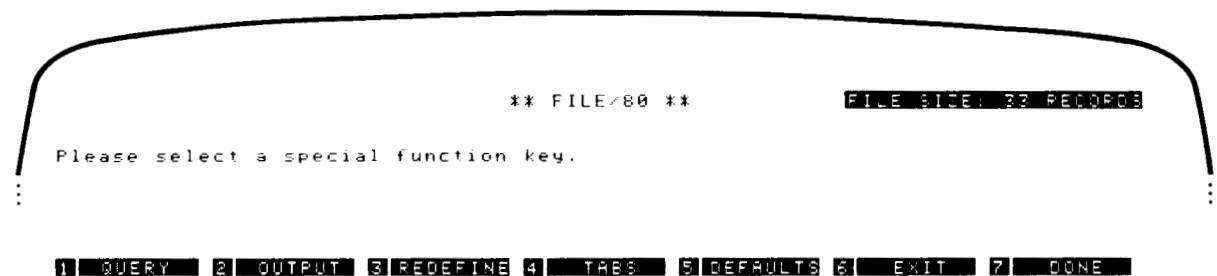 ** FILE/80 ** FILE SIZE: 33 RECORDS
Please select a special function key.
1 QUERY 2 OUTPUT 3 REDEFINE 4 TABS 5 DEFAULTS 6 EXIT 7 DONE